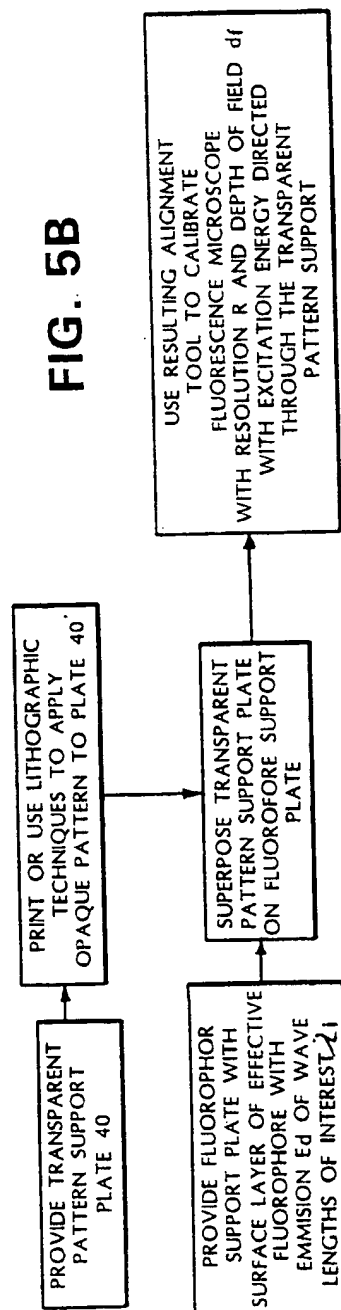 FIG. 5B
PROVIDE TRANSPARENT
PATTERN SUPPORT
PLATE 40
PRINT OR USE LITHOGRAPHIC
TECHNIQUES TO APPLY
OPAQUE PATTERN TO PLATE 40'
PROVIDE FLUOROPHOR
SUPPORT PLATE WITH
SURFACE LAYER OF EFFECTIVE
FLUOROPHORE WITH
EMMISION Ed OF WAVE
LENGTHS OF INTEREST λi
SUPERPOSE TRANSPARENT
PATTERN SUPPORT PLATE
ON FLUOROFORE SUPPORT
PLATE
USE RESULTING ALIGNMENT
TOOL TO CALIBRATE
FLUORESCENCE MICROSCOPE
WITH RESOLUTION R AND DEPTH OF FIELD df
WITH EXCITATION ENERGY DIRECTED
THROUGH THE TRANSPARENT
PATTERN SUPPORT